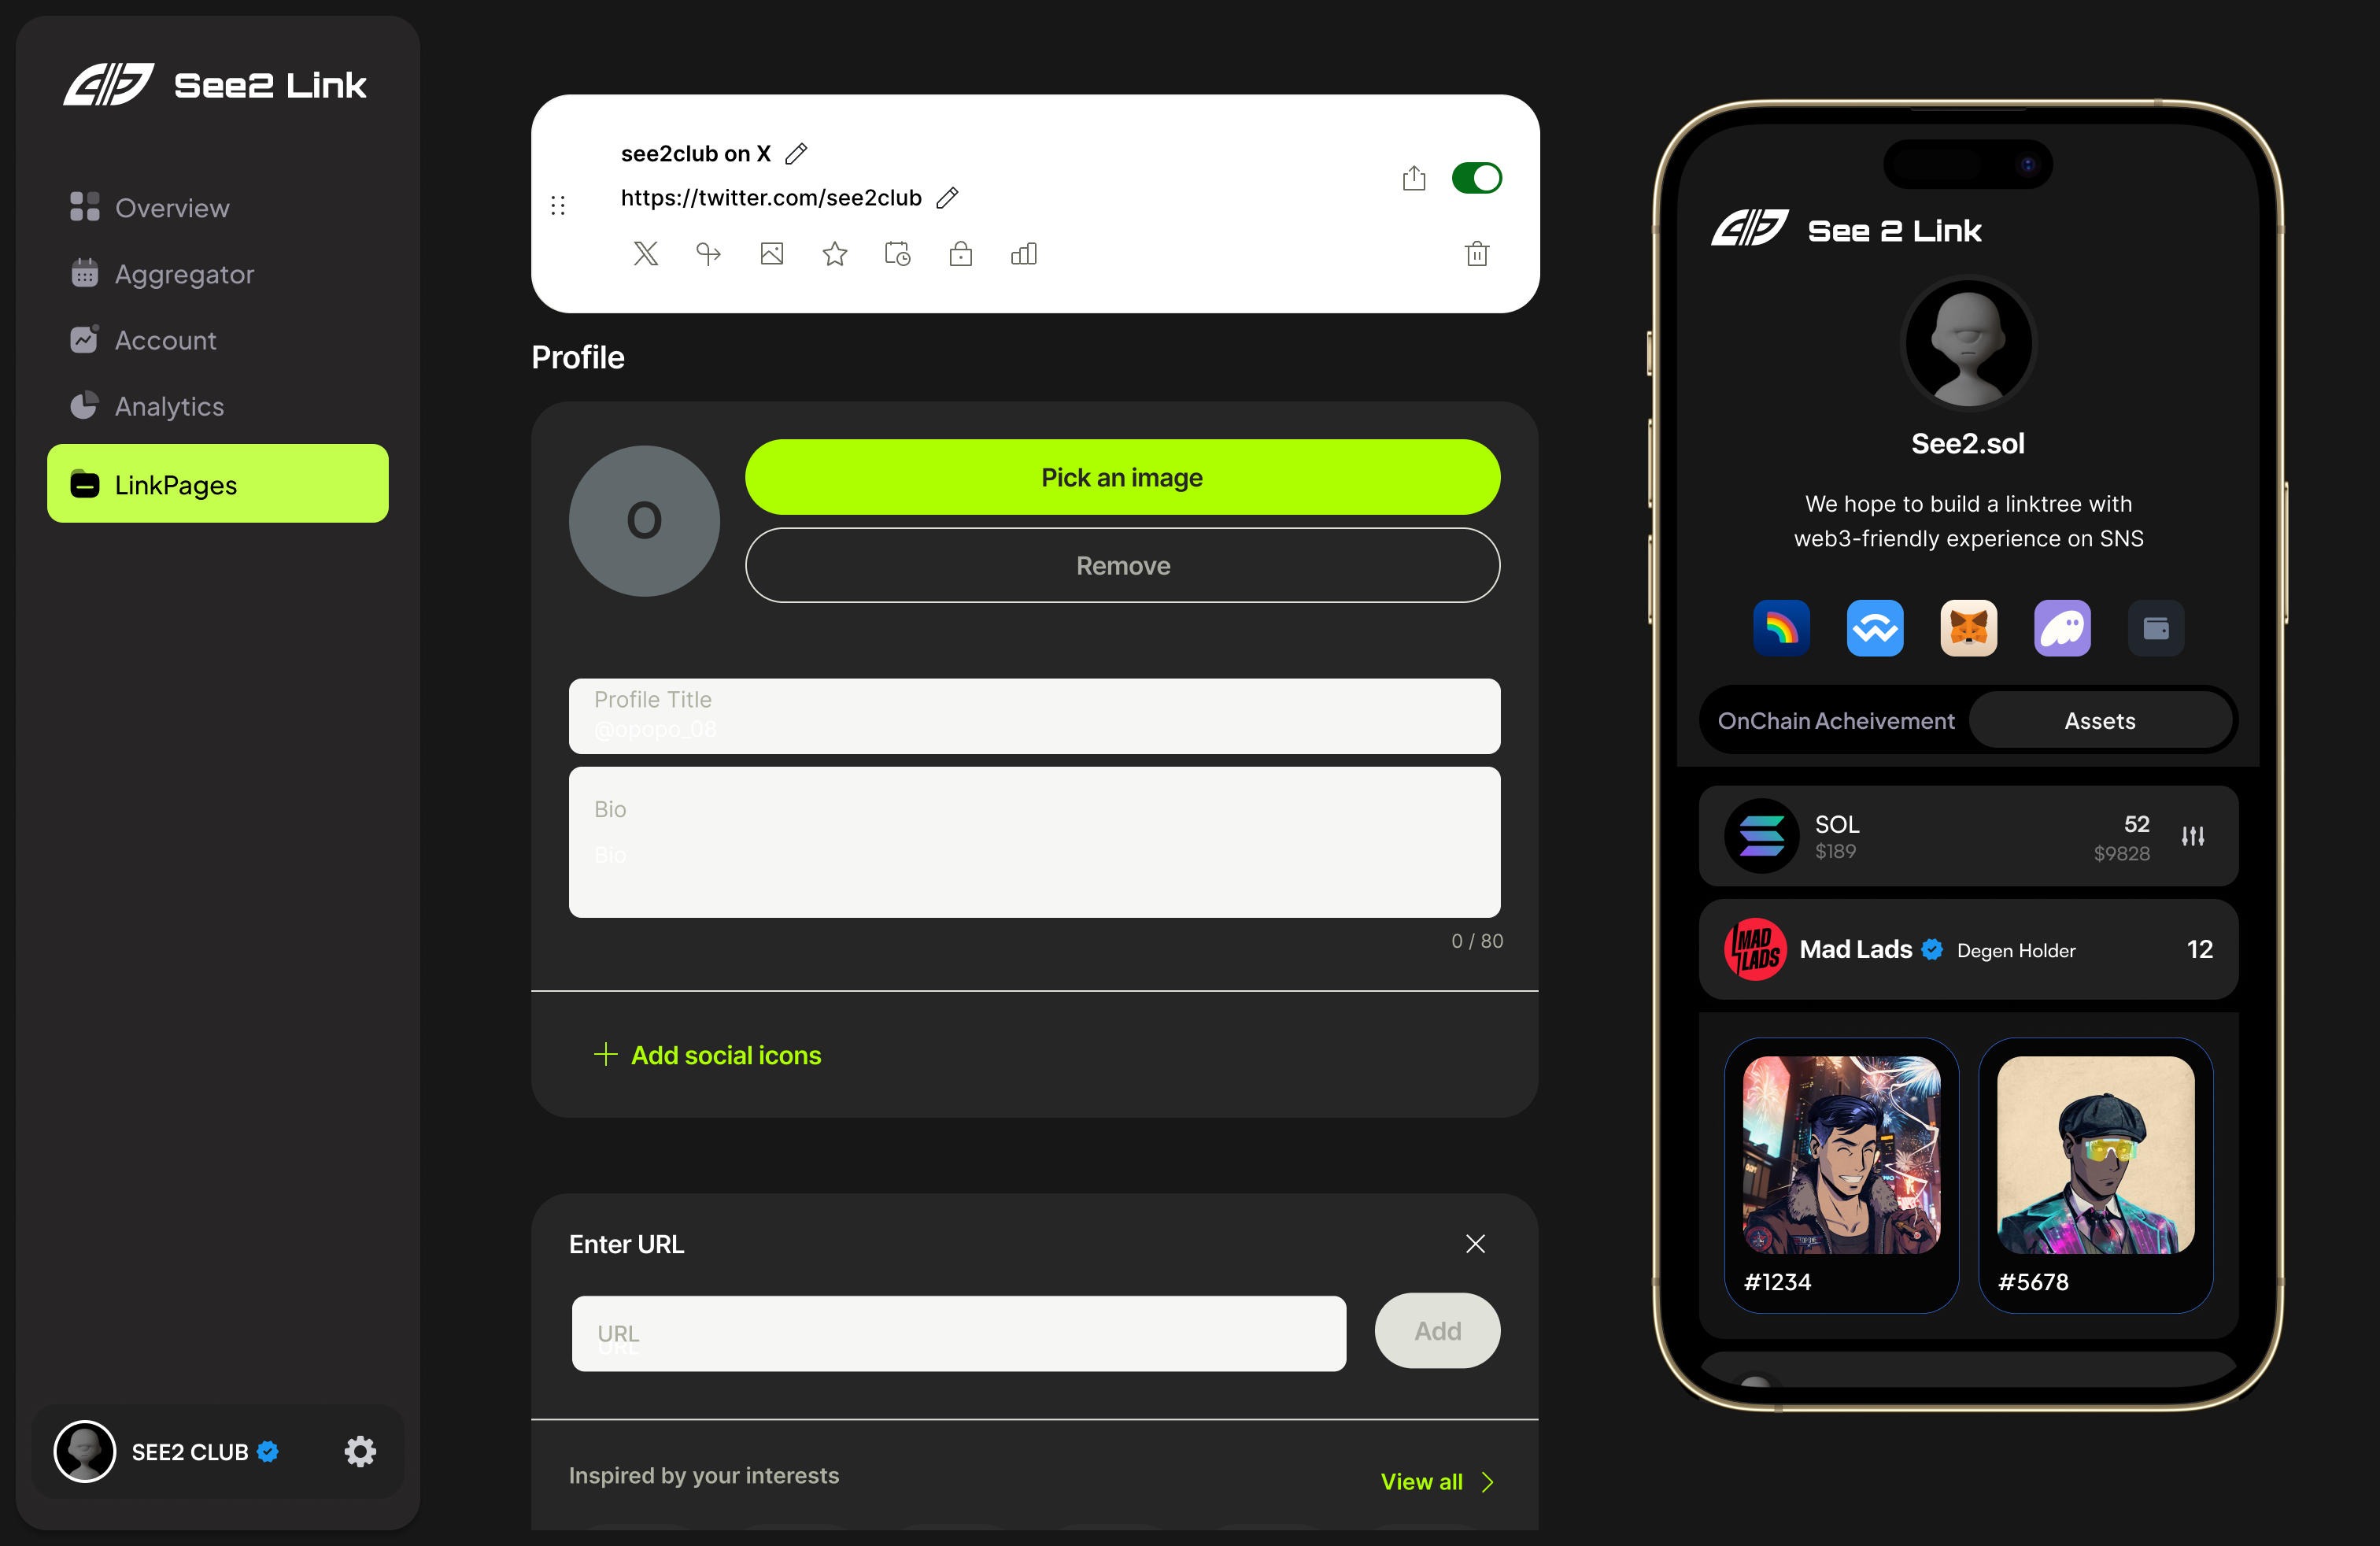 See2 Link
Overview
Aggregator
Account
Analytics
LinkPages
SEE2 CLUB
see2club on X
https://twitter.com/see2club
Profile
O
Pick an image
Remove
Profile Title
@opopo_08
Bio
Bio
0 / 80
Add social icons
Enter URL
URL
URL
Add
Inspired by your interests
View all
See 2 Link
See2.sol
We hope to build a linktree with
web3-friendly experience on SNS
OnChain Acheivement
Assets
SOL
$189
52
$9828
MAD
LADS
Mad Lads
Degen Holder
12
#1234
#5678